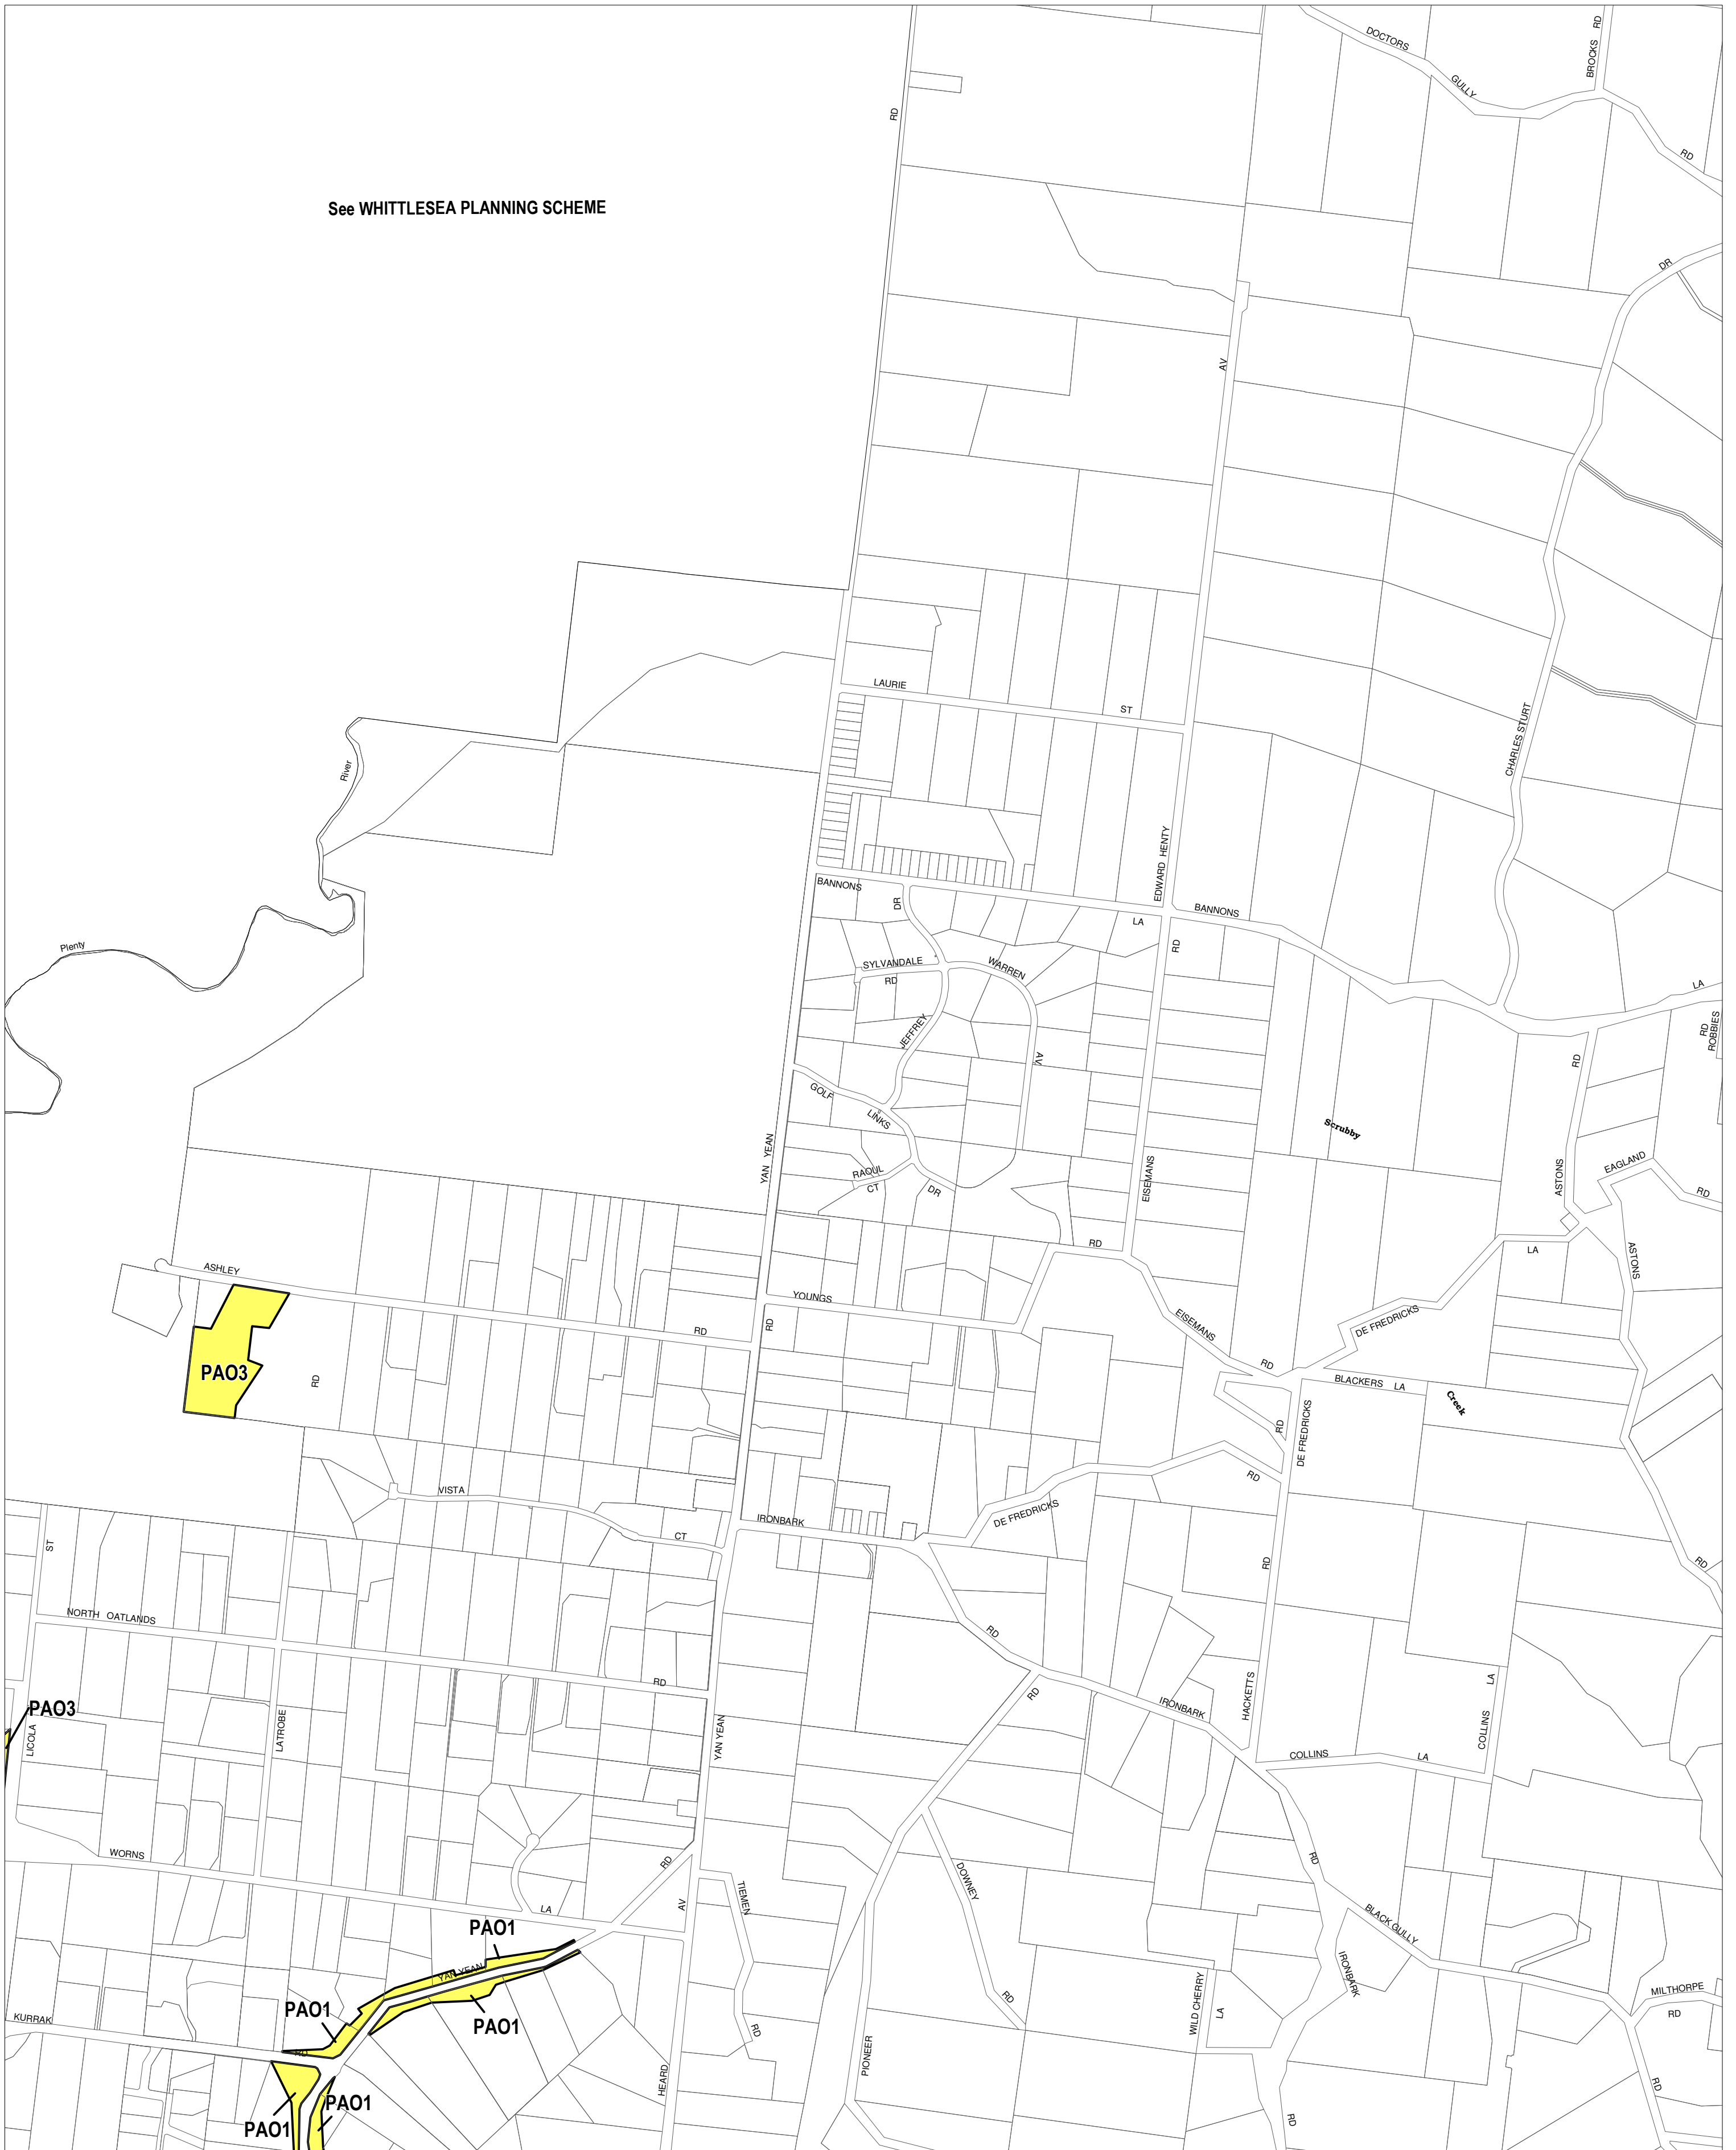 DOCTORS
BROCKS RD
GULLY
RD
RD
See WHITTLESEA PLANNING SCHEME
DR
AV
LAURIE
ST
CHARLES STURT
River
EDWARD HENTY
BANNONS
DR
LA
BANNONS
Plenty
RD
SYLVANDALE
RD
WARREN
LA
RD
ROBBIES
JEFFREY
AV
RD
GOLF
LINKS
Scrubby
YAN YEAN
RAOUL
CT
DR
EISEMANS
ASTONS
EAGLAND
RD
RD
LA
ASTONS
ASHLEY
YOUNGS
RD
RD
EISEMANS
DE FREDRICKS
RD
PAO3
RD
BLACKERS LA
Creek
RD
DE FREDRICKS
RD
VISTA
DE FREDRICKS
IRONBARK
CT
ST
RD
RD
NORTH OATLANDS
RD
RD
LA
PAO3
RD
IRONBARK
HACKETTS
LICOLA
LATROBE
YAN YEAN
COLLINS
COLLINS
LA
WORNS
RD
RD
DOWNEY
TIEMEN
AV
LA
PAO1
BLACK GULLY
YAN YEAN
IRONBARK
MILTHORPE
RD
PAO1
KURRAK
PAO1
RD
WILD CHERRY
LA
RD
RD
PIONEER
HEARD
RD
PAO1
PAO1
RD